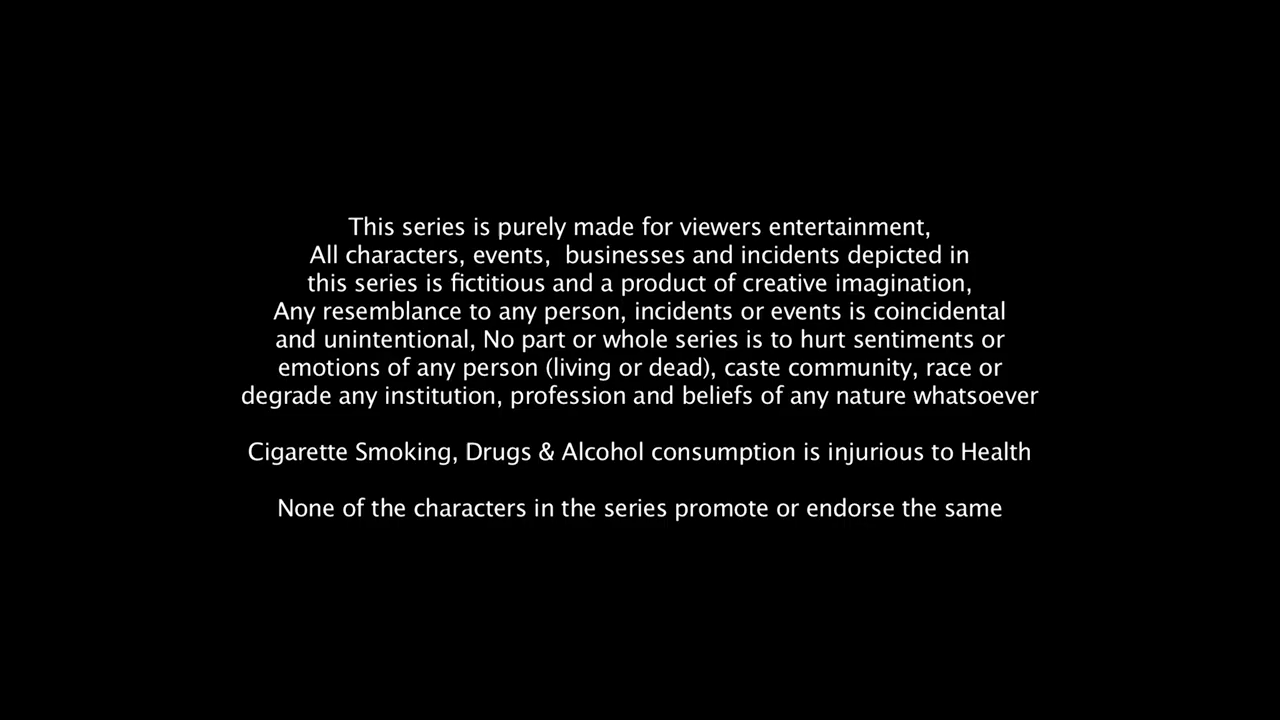 This series is purely made for viewers entertainment,
All characters, events,  businesses and incidents depicted in
this series is fictitious and a product of creative imagination,
Any resemblance to any person, incidents or events is coincidental
and unintentional, No part or whole series is to hurt sentiments or
emotions of any person (living or dead), caste community, race or
degrade any institution, profession and beliefs of any nature whatsoever
Cigarette Smoking, Drugs & Alcohol consumption is injurious to Health
None of the characters in the series promote or endorse the same